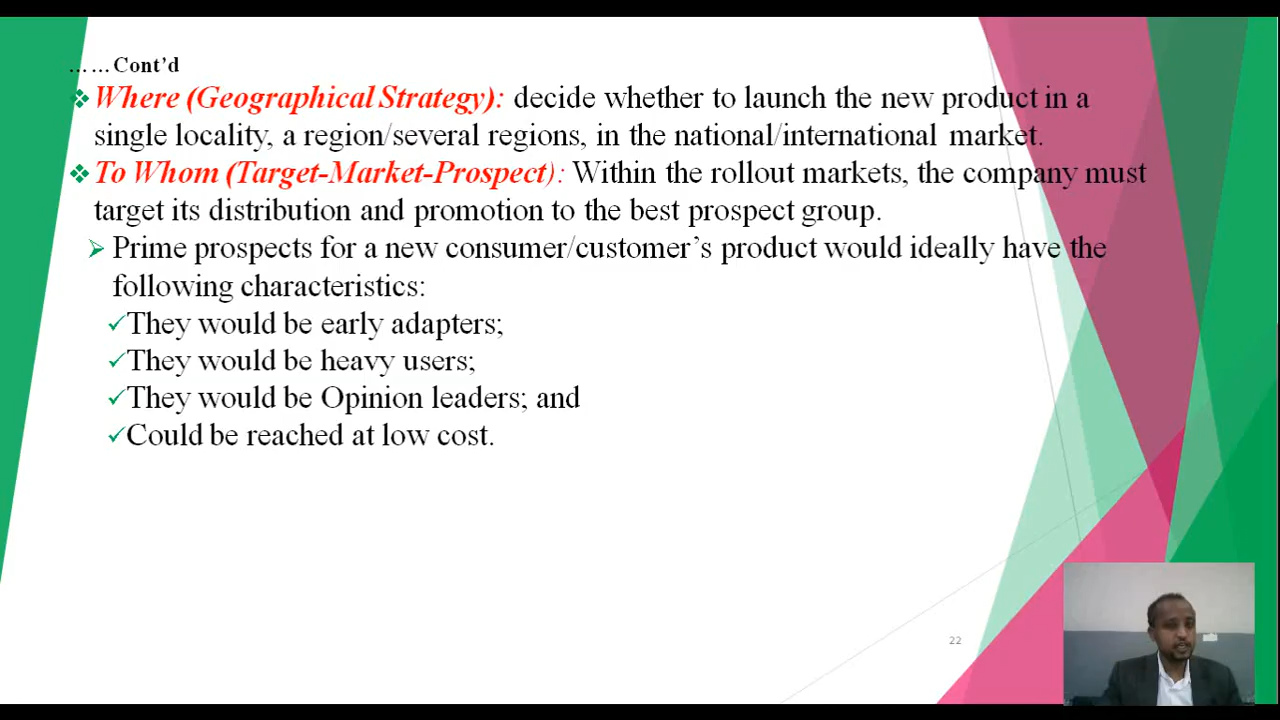 ……Cont’d
❖ Where (Geographical Strategy): decide whether to launch the new product in a
single locality, a region/several regions, in the national/international market.
❖ To Whom (Target-Market-Prospect): Within the rollout markets, the company must
target its distribution and promotion to the best prospect group.
➢ Prime prospects for a new consumer/customer’s product would ideally have the
following characteristics:
✓They would be early adapters;
✓They would be heavy users;
✓They would be Opinion leaders; and
✓Could be reached at low cost.
22